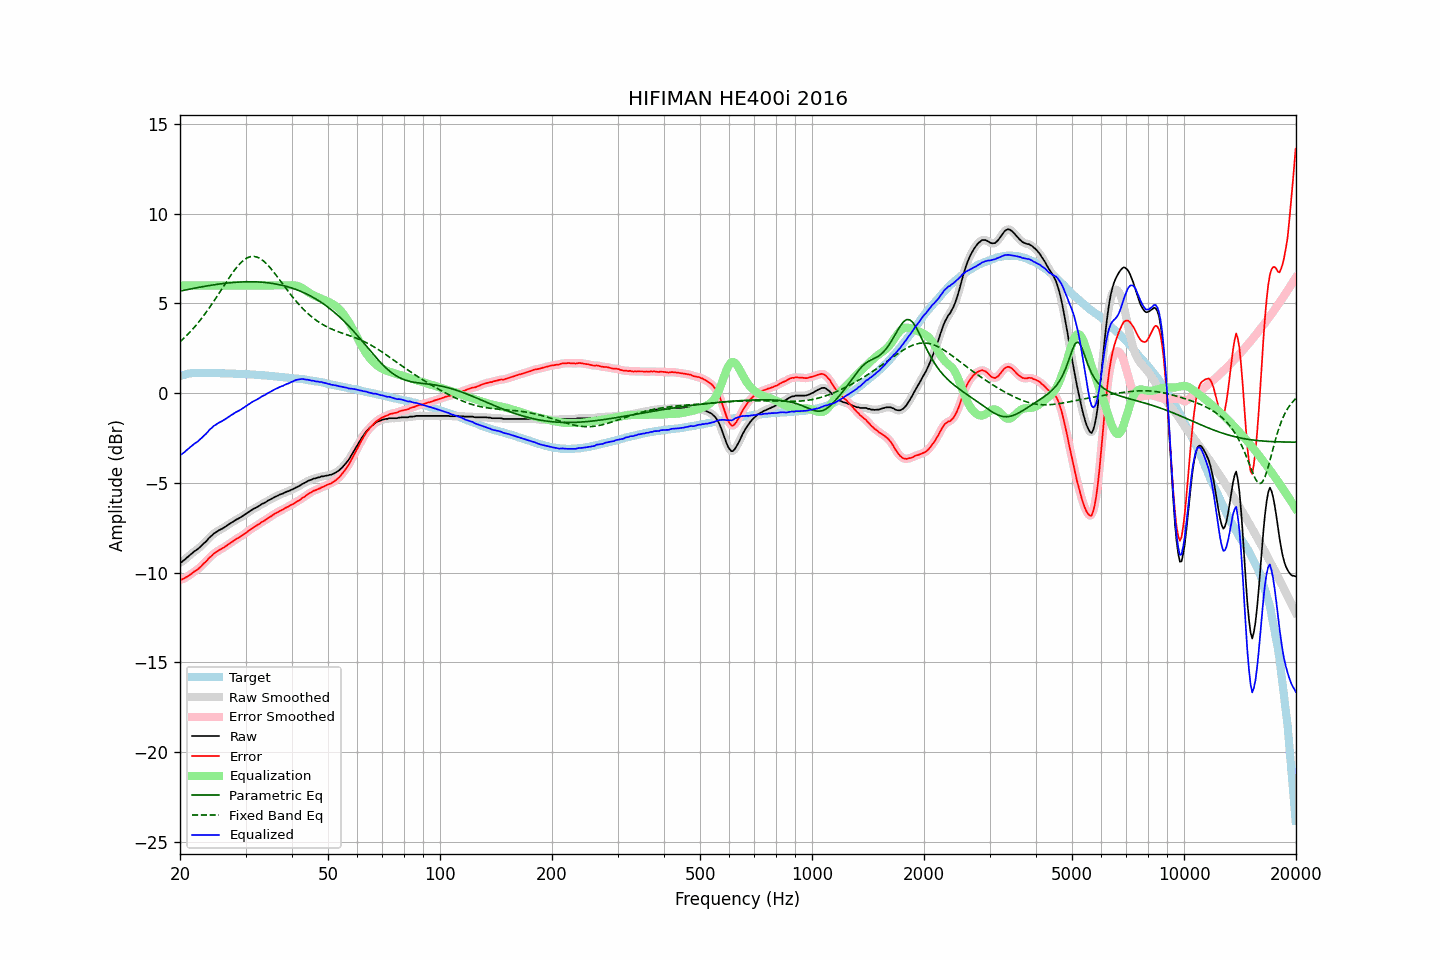 HIFIMAN HE400i 2016
15
10
5
0
−5
−10
−15
−20
−25
Amplitude (dBr)
Target
Raw Smoothed
Error Smoothed
Raw
Error
Equalization
Parametric Eq
Fixed Band Eq
Equalized
20 50 100 200 500 1000 2000 5000 10000 20000
Frequency (Hz)